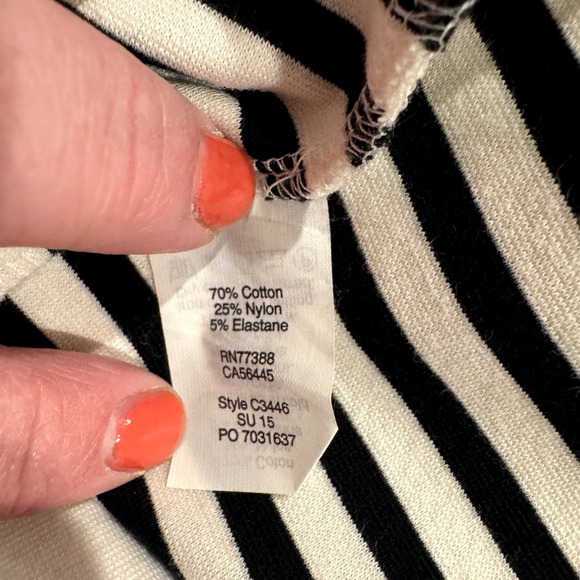 70% Cotton
25% Nylon
5% Elastane
RN77388
CA56445
Style C3446
SU 15
PO 7031637